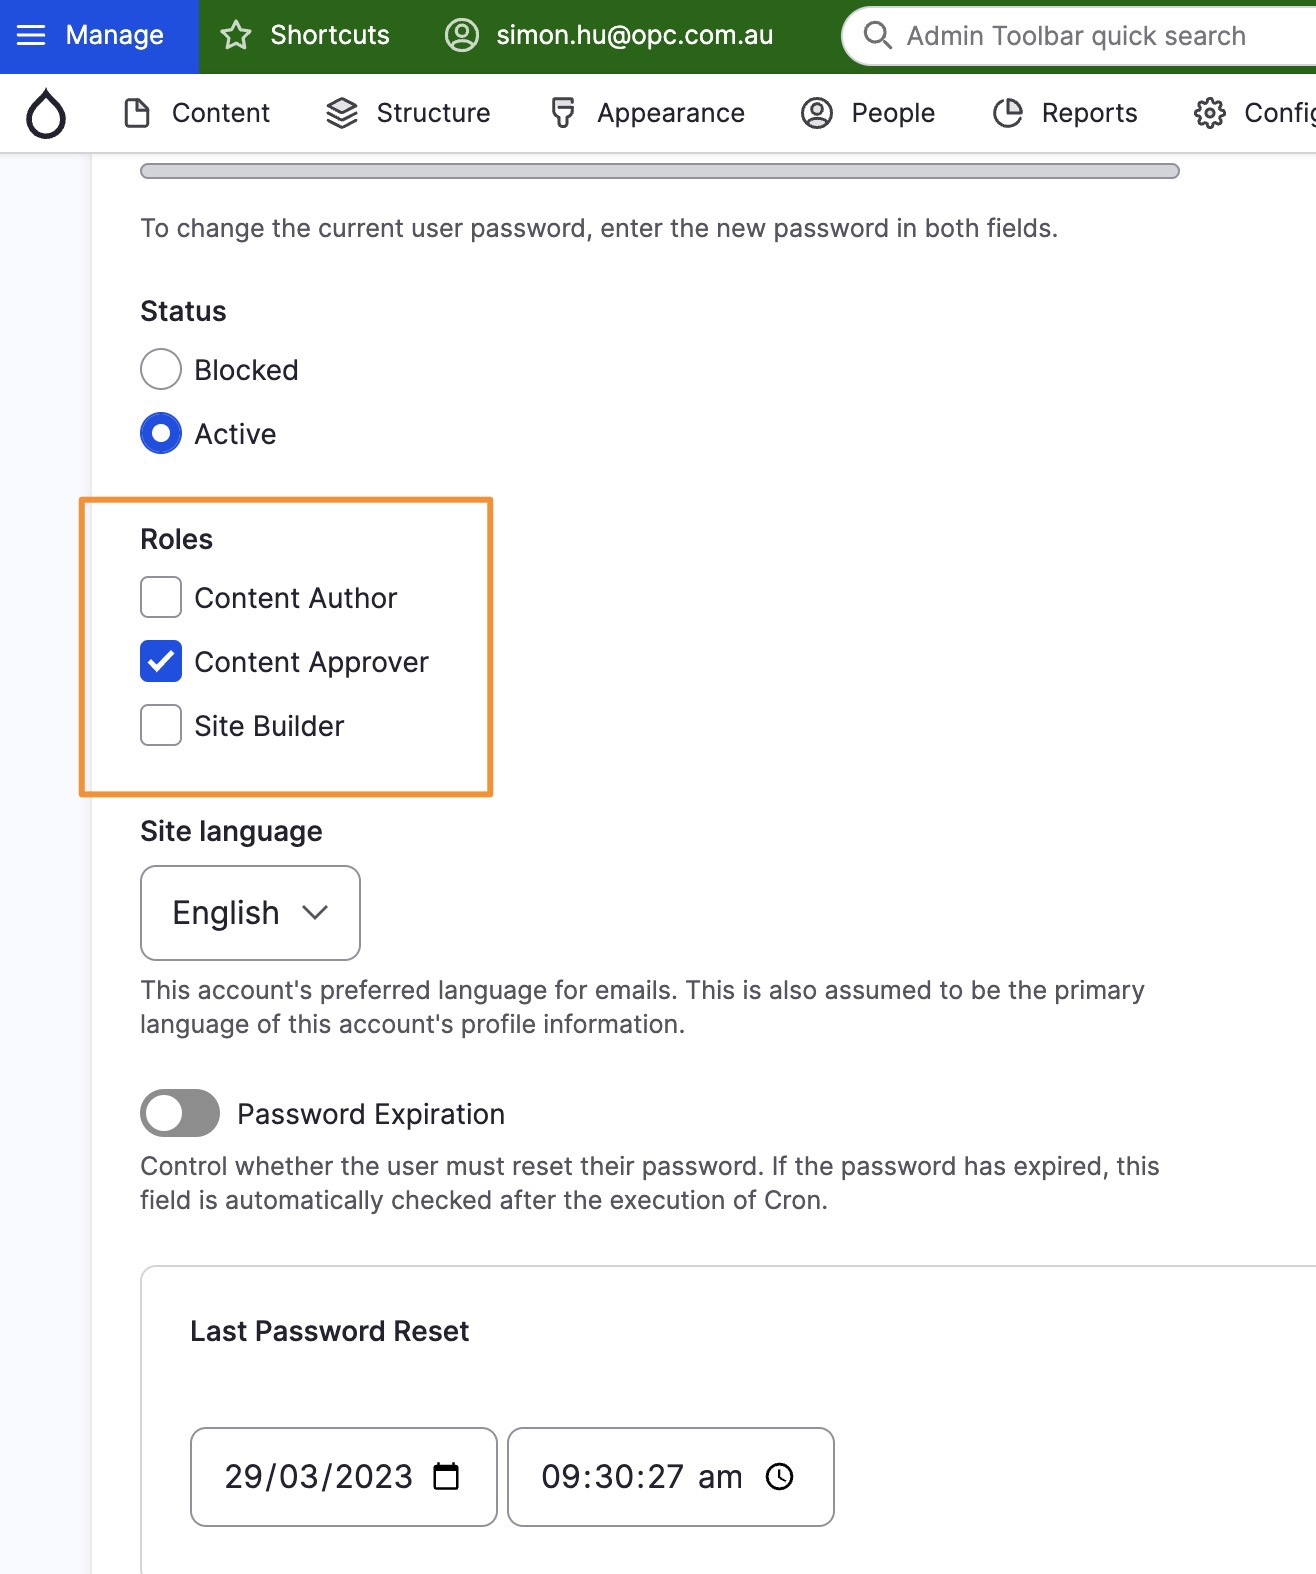 Manage Shortcuts simon.hu@opc.com.au Admin Toolbar quick search
Content Structure Appearance People Reports Config
To change the current user password, enter the new password in both fields.
Status
Blocked
Active
Roles
Content Author
Content Approver
Site Builder
Site language
English
This account's preferred language for emails. This is also assumed to be the primary
language of this account's profile information.
Password Expiration
Control whether the user must reset their password. If the password has expired, this
field is automatically checked after the execution of Cron.
Last Password Reset
29/03/2023 09:30:27 am